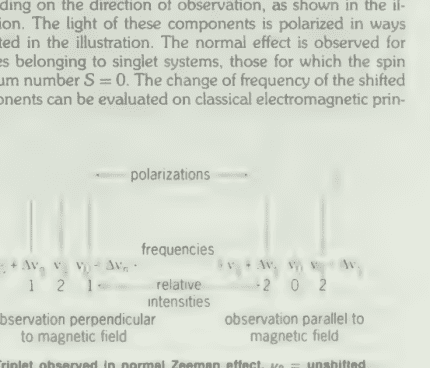 ding on the direction of observation, as shown in the il-
ion. The light of these components is polarized in ways
ted in the illustration. The normal effect is observed for
es belonging to singlet systems, those for which the spin
um number S = 0. The change of frequency of the shifted
onents can be evaluated on classical electromagnetic prin-
polarizations
frequencies
1 2 1 relative 2 0 2
intensities
bservation perpendicular observation parallel to
to magnetic field magnetic field
Triplet observed in normal Zeeman effect. = unshifted